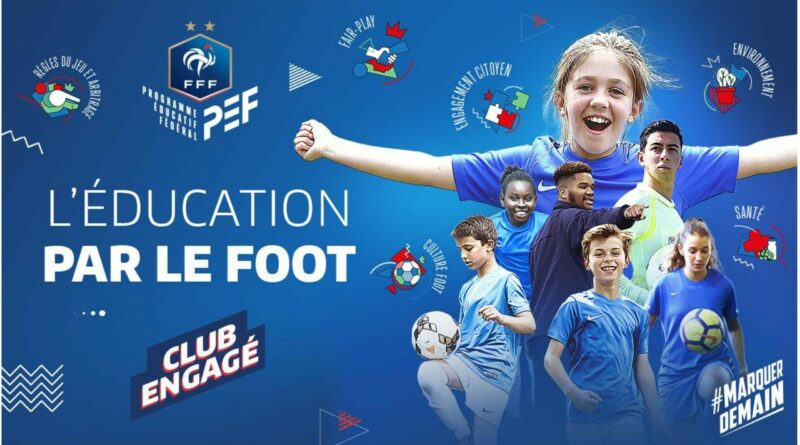 FFF
PROGRAMME
ÉDUCATIF
FÉDÉRAL
PEF
RÈGLES DU JEU ET ARBITRAGE
FAIR-PLAY
ENGAGEMENT CITOYEN
ENVIRONNEMENT
L'ÉDUCATION
PAR LE FOOT
CULTURE FOOT
SANTÉ
CLUB
ENGAGÉ
#MARQUER
DEMAIN